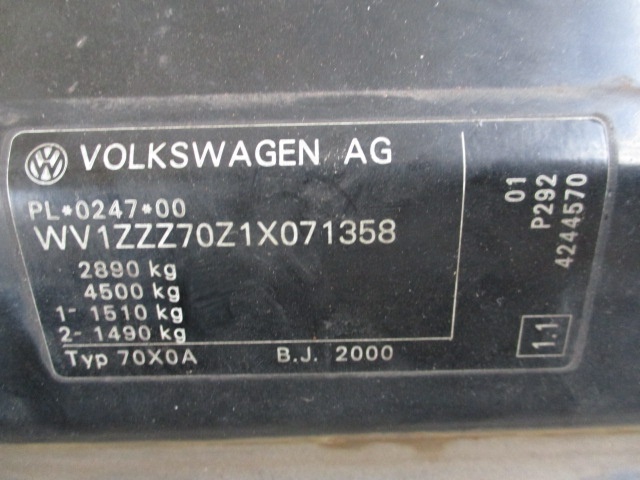 VOLKSWAGEN AG
PL*0247*00
WV1ZZZ70Z1X071358
2890 kg
4500 kg
1- 1510 kg
2- 1490 kg
Typ 70X0A B.J. 2000
01
P292
4244570
1.1